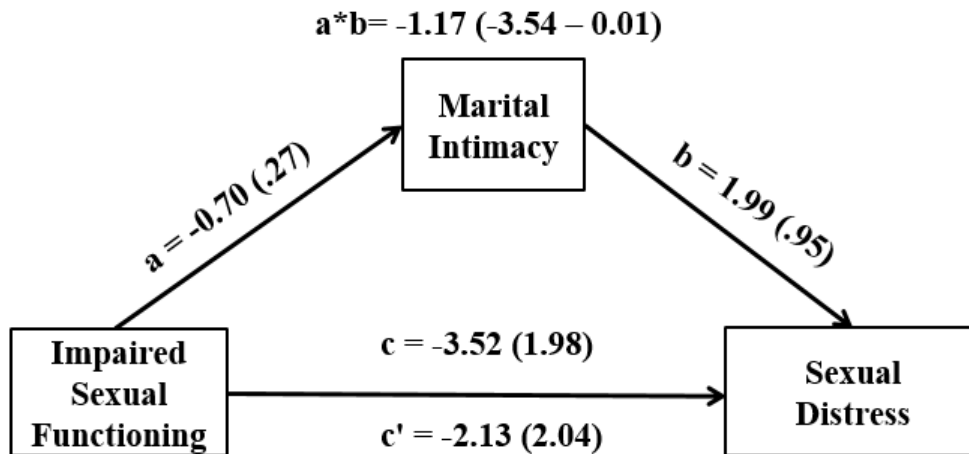 a*b= -1.17 (-3.54 – 0.01)
Marital
Intimacy
a = -0.70 (.27)
b = 1.99 (.95)
Impaired
Sexual
Functioning
c = -3.52 (1.98)
c' = -2.13 (2.04)
Sexual
Distress